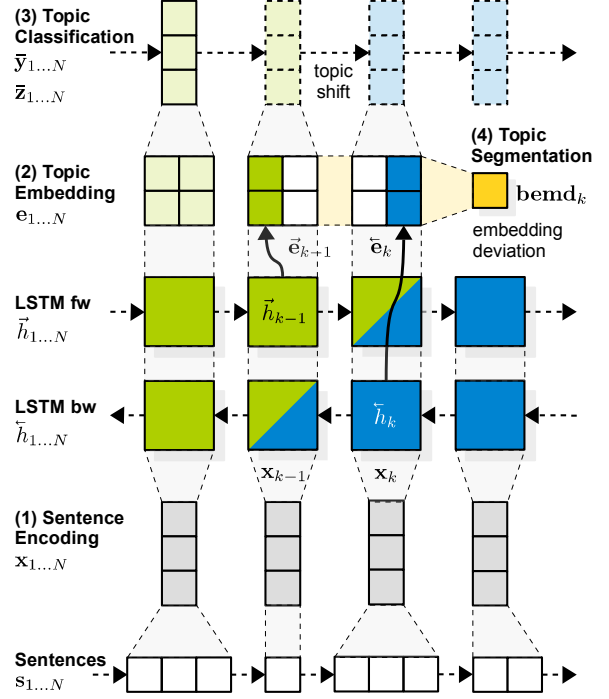 (3) Topic
Classification
ȳ₁...N
z̄₁...N
topic
shift
(4) Topic
Segmentation
bemdₖ
embedding
deviation
(2) Topic
Embedding
e₁...N
e⃗ₖ₋₁
e⃖ₖ
LSTM fw
h⃗₁...N
h⃗ₖ₋₁
LSTM bw
h⃖₁...N
h⃖ₖ
xₖ₋₁
xₖ
(1) Sentence
Encoding
x₁...N
Sentences
s₁...N